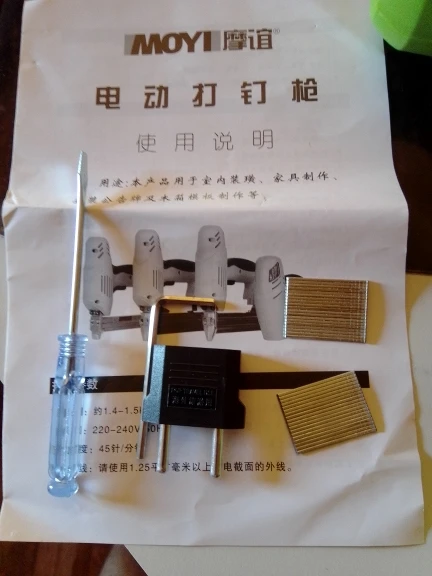 MOYI 摩谊®
电动打钉枪
使用说明
用途:本产品用于室内装璜、家具制作、
公告牌及木箱模板制作等。
数
:约1.4-1.5
220-240V
度:45针/分
线:请使用1.25平 毫米以上 电截面的外线。